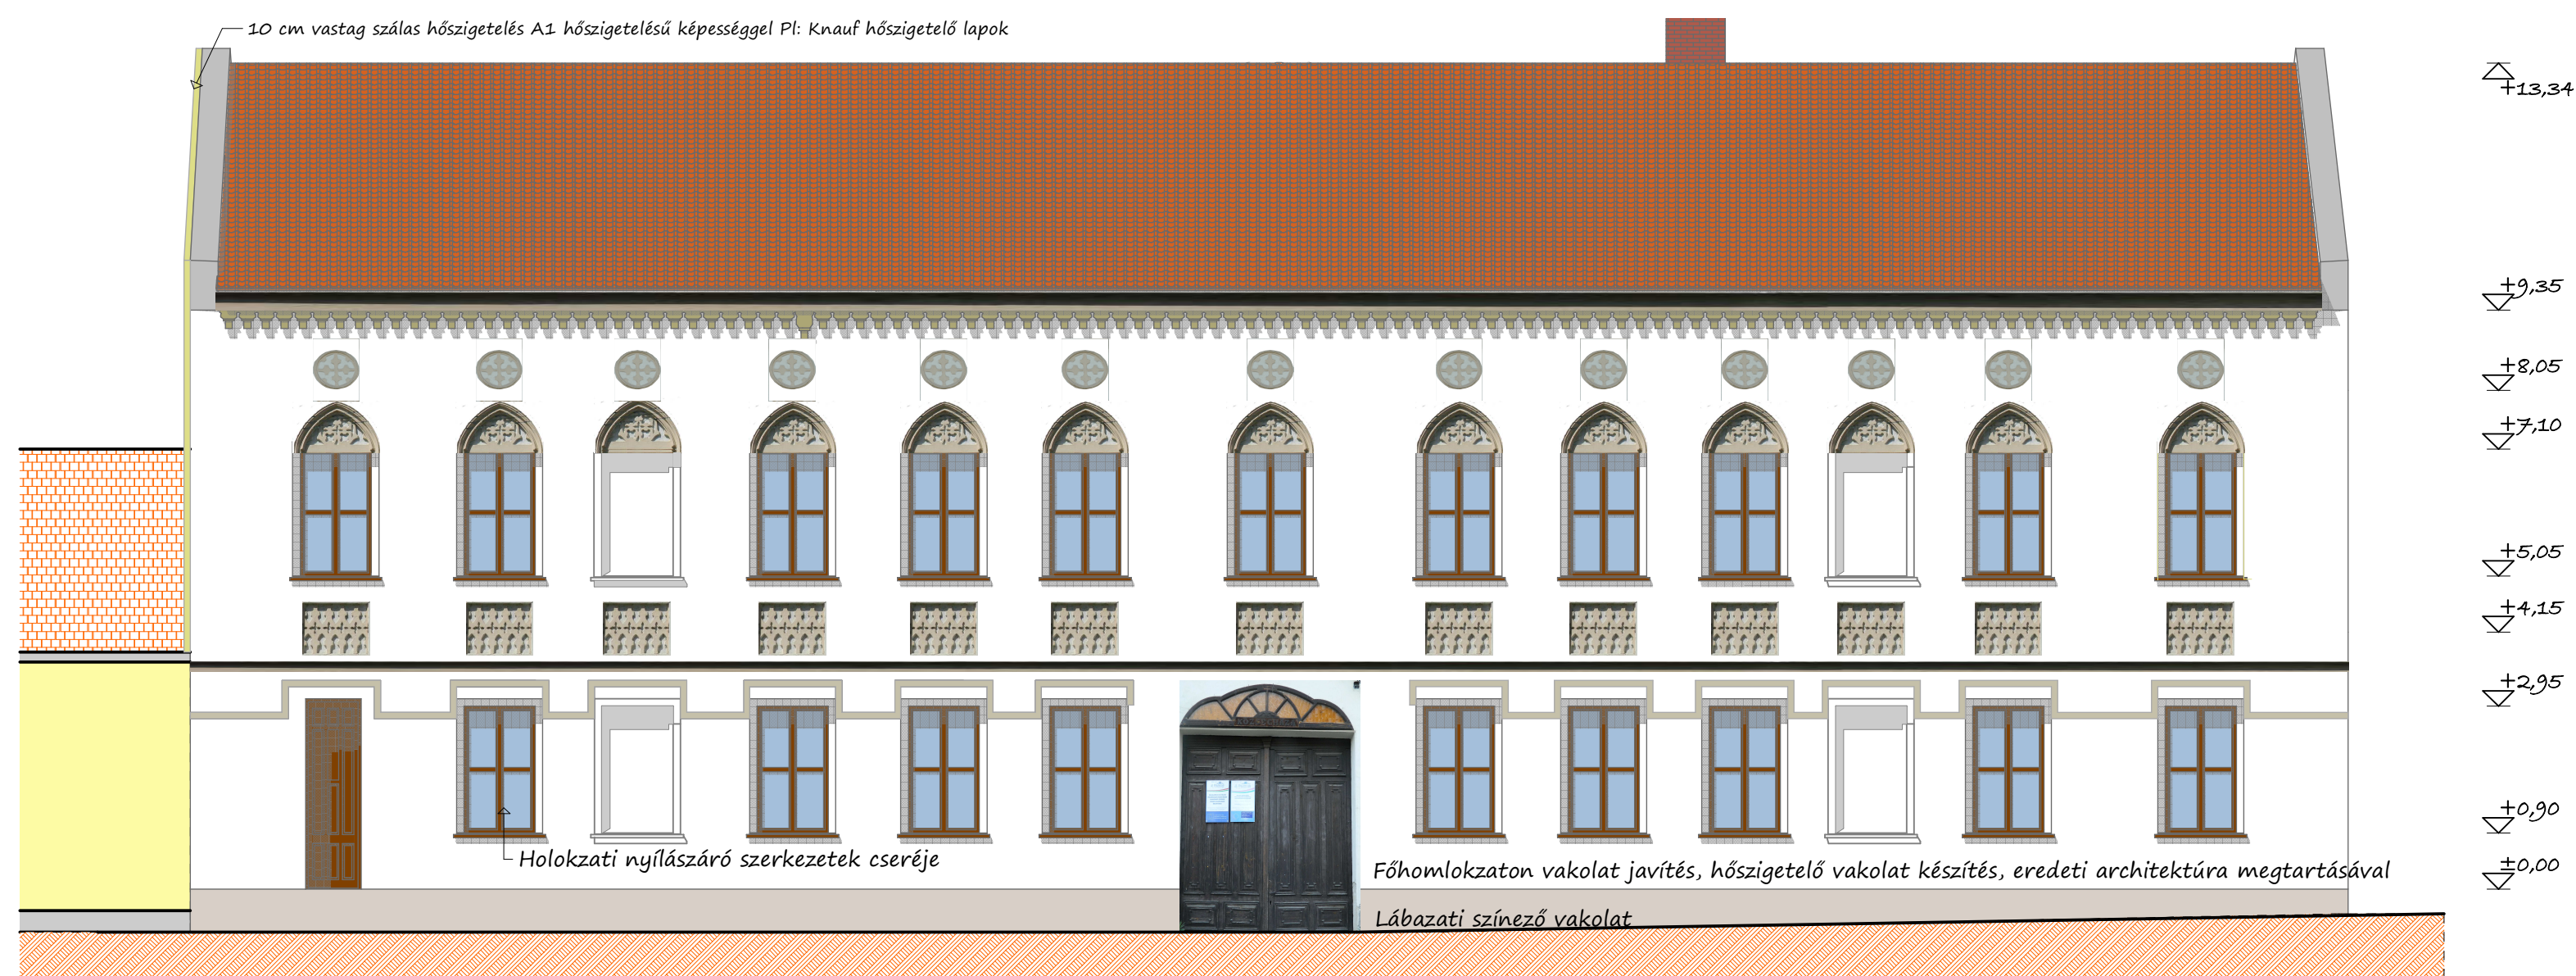 10 cm vastag szálas hőszigetelés A1 hőszigetelésű képességgel Pl: Knauf hőszigetelő lapok
+13,34
+9,35
+8,05
+7,10
+5,05
+4,15
+2,95
+0,90
Holokzati nyílászáró szerkezetek cseréje
Főhomlokzaton vakolat javítés, hőszigetelő vakolat készítés, eredeti architektúra megtartásával
±0,00
Lábazati színező vakolat